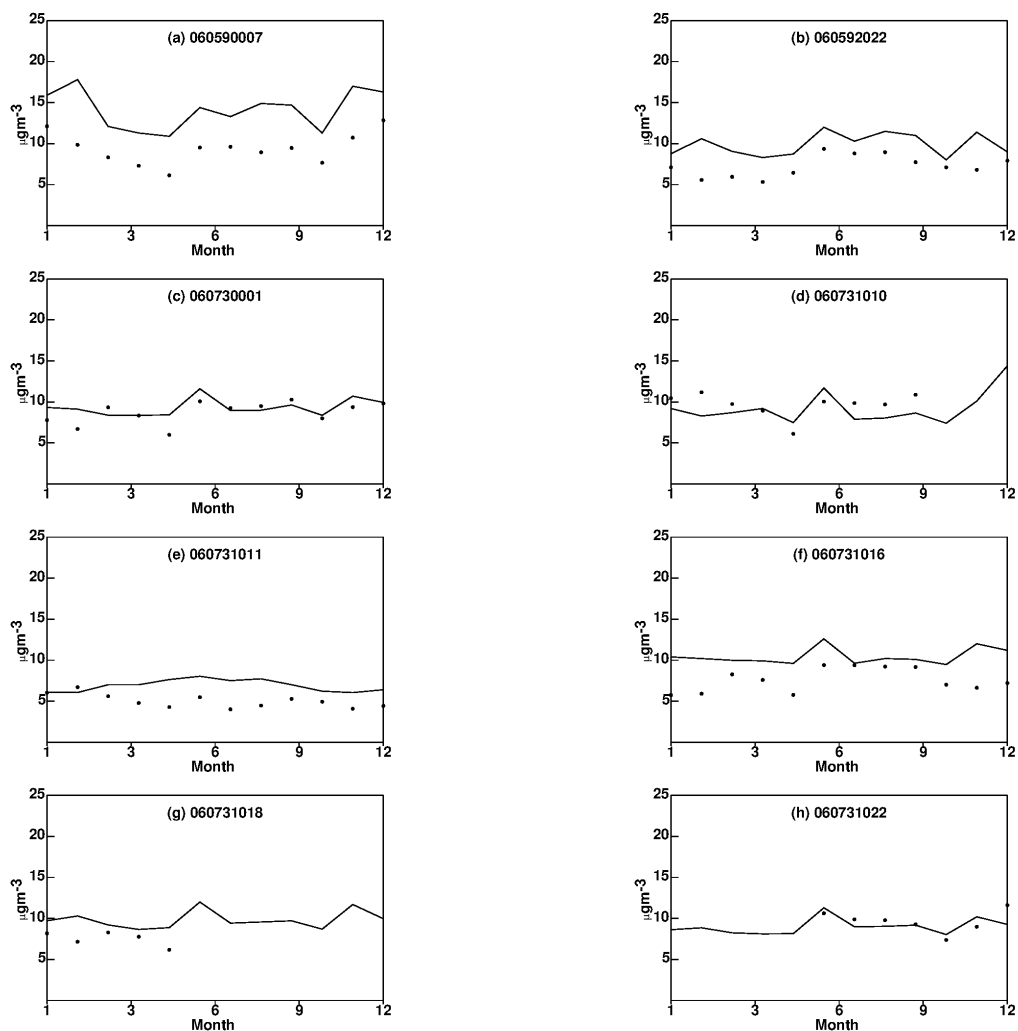 25
(a) 060590007
20
15
10
5
µgm-3
1 3 6 9 12
Month
25
(b) 060592022
20
15
10
5
µgm-3
1 3 6 9 12
Month
25
(c) 060730001
20
15
10
5
µgm-3
1 3 6 9 12
Month
25
(d) 060731010
20
15
10
5
µgm-3
1 3 6 9 12
Month
25
(e) 060731011
20
15
10
5
µgm-3
1 3 6 9 12
Month
25
(f) 060731016
20
15
10
5
µgm-3
1 3 6 9 12
Month
25
(g) 060731018
20
15
10
5
µgm-3
1 3 6 9 12
Month
25
(h) 060731022
20
15
10
5
µgm-3
1 3 6 9 12
Month